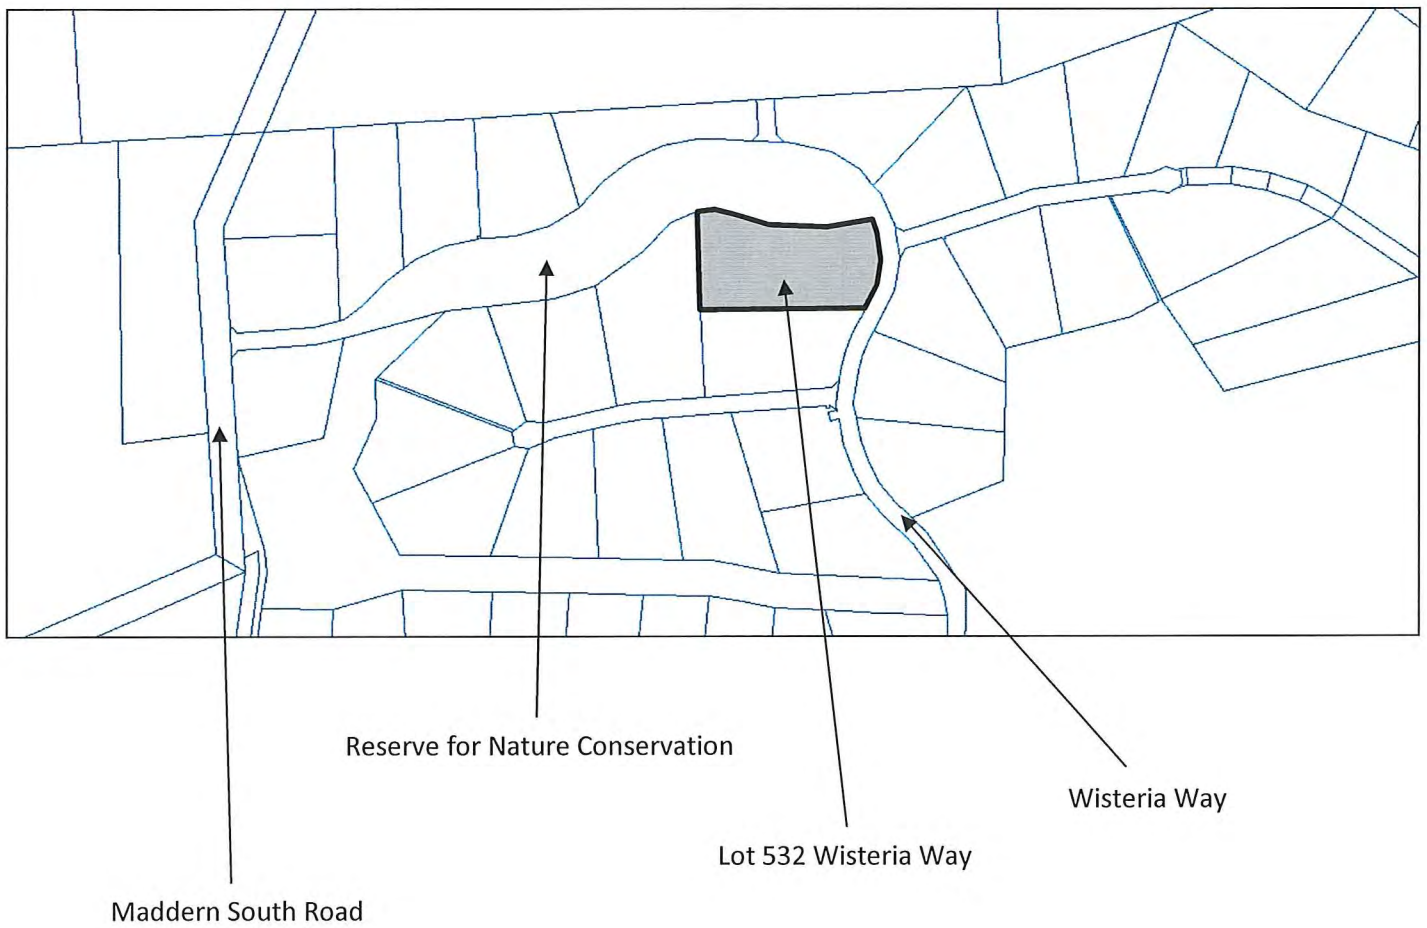 Reserve for Nature Conservation
Wisteria Way
Lot 532 Wisteria Way
Maddern South Road